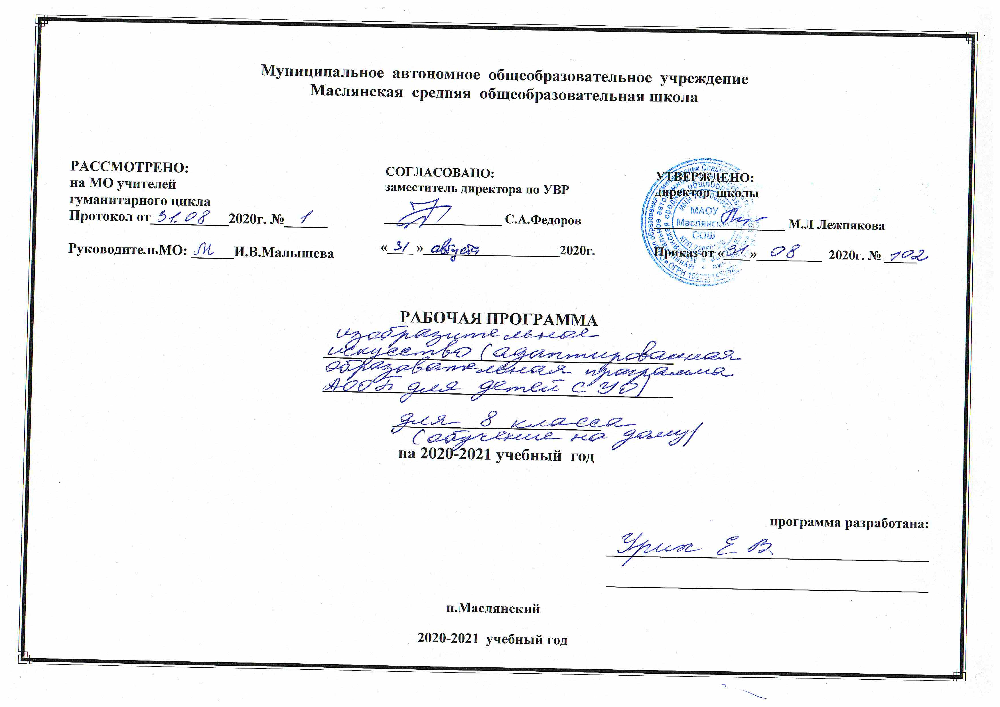 Муниципальное автономное общеобразовательное учреждение
Маслянская средняя общеобразовательная школа
РАССМОТРЕНО:
на МО учителей
гуманитарного цикла
Протокол от 31.08 2020г. № 1
РуководительМО: И.В.Малышева
СОГЛАСОВАНО:
заместитель директора по УВР
С.А.Федоров
« 31 » августа 2020г.
УТВЕРЖДЕНО:
директор школы
М.Л Лежнякова
Приказ от «31» 08 2020г. № 102
МАОУ
Маслянская
СОШ
РАБОЧАЯ ПРОГРАММА
изобразительное
искусство (адаптированная
образовательная программа
АООП для детей с УО)
для 8 класса
(обучение на дому)
на 2020-2021 учебный год
программа разработана:
Урих Е. В
п.Маслянский
2020-2021 учебный год